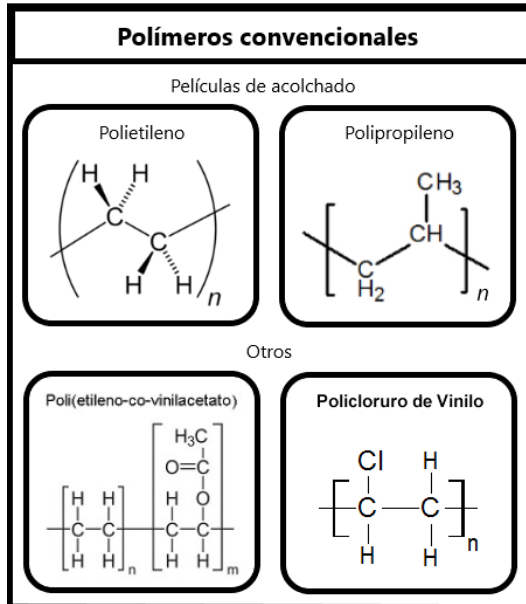 Polímeros convencionales
Películas de acolchado
Polietileno
H H
C
C
H H
n
Polipropileno
CH3
CH
C
H2
n
Otros
Poli(etileno-co-vinilacetato)
H3C
O=C
H H H O
C C C C
H H n H H m
Policloruro de Vinilo
Cl H
C C
H H n